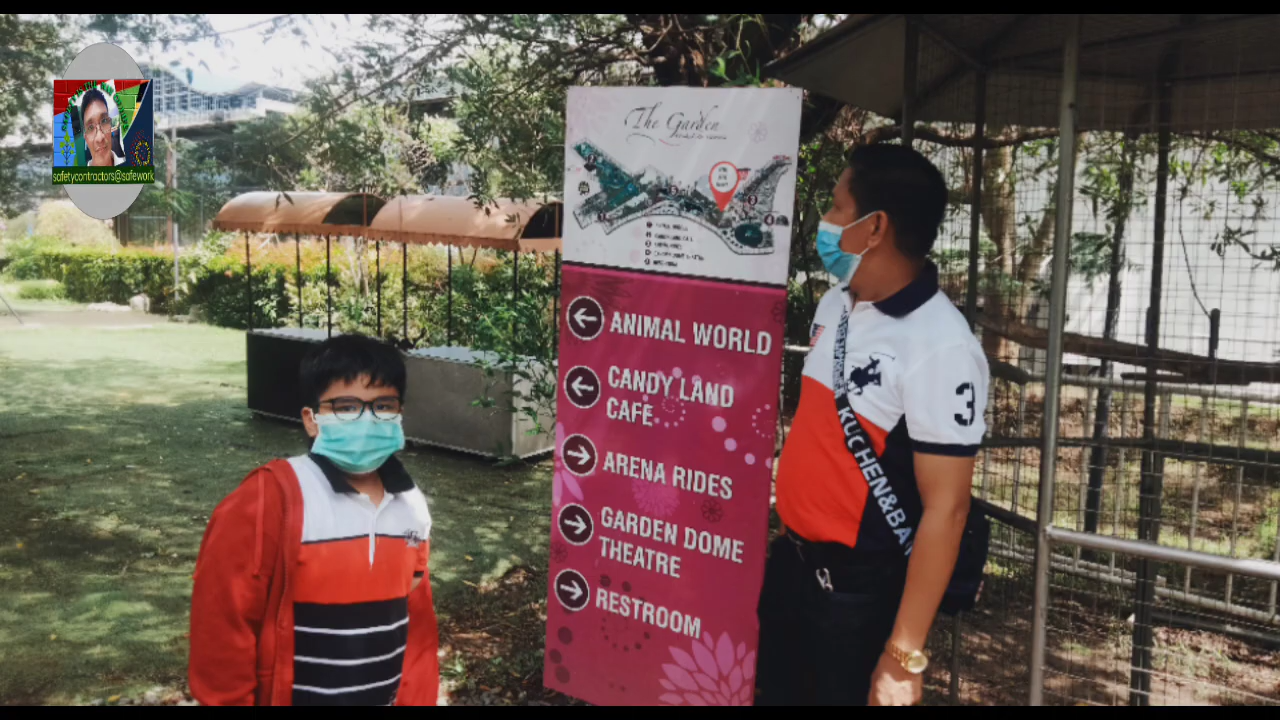 safetycontractors@safework
The Garden
ANIMAL WORLD
CANDY LAND
CAFE
ARENA RIDES
GARDEN DOME
THEATRE
RESTROOM
3
KUCHEN&BA